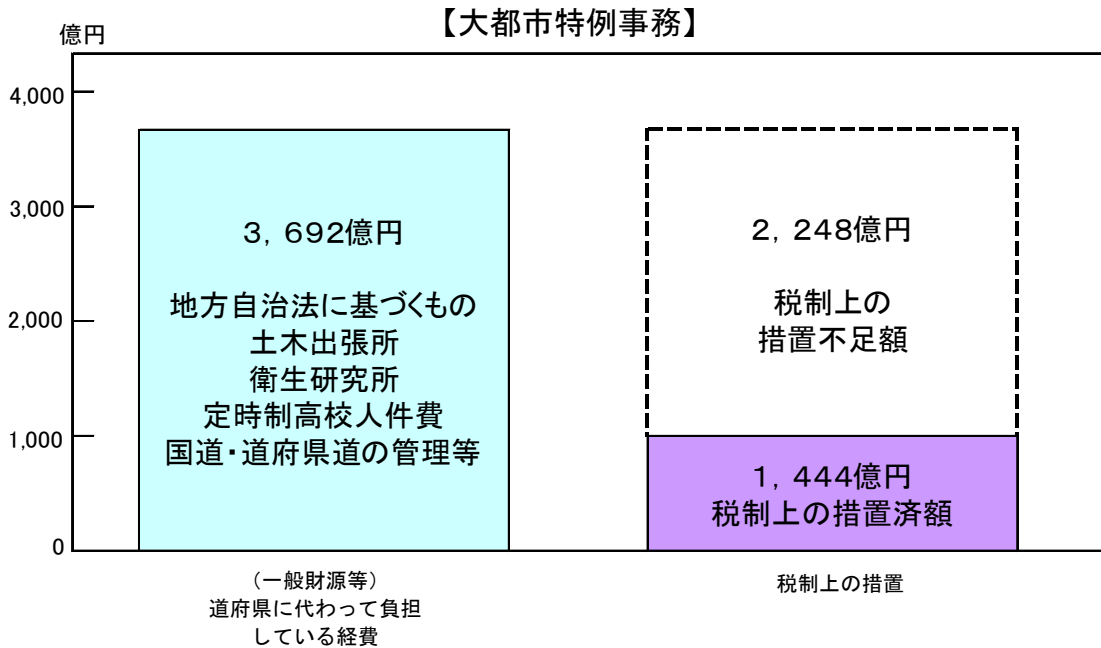 【大都市特例事務】
億円
4,000
3,000
2,000
1,000
0
3，692億円
地方自治法に基づくもの
土木出張所
衛生研究所
定時制高校人件費
国道・道府県道の管理等
2，248億円
税制上の
措置不足額
1，444億円
税制上の措置済額
（一般財源等）
道府県に代わって負担
している経費
税制上の措置